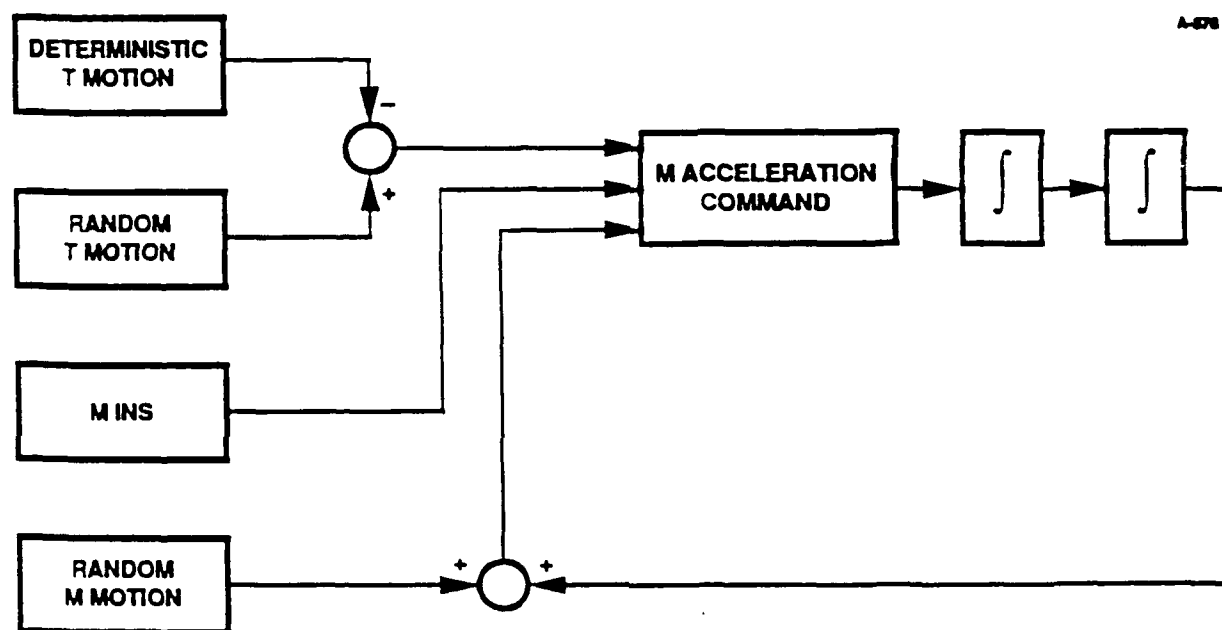 DETERMINISTIC
T MOTION
−
+
RANDOM
T MOTION
M ACCELERATION
COMMAND
∫
∫
M INS
RANDOM
M MOTION
+
+